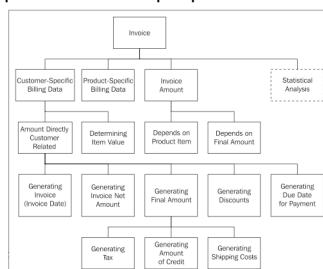 Invoice
Customer-Specific
Billing Data
Product-Specific
Billing Data
Invoice
Amount
Statistical
Analysis
Amount Directly
Customer
Related
Determining
Item Value
Depends on
Product Item
Depends on
Final Amount
Generating
Invoice
(Invoice Date)
Generating
Invoice Net
Amount
Generating
Final Amount
Generating
Discounts
Generating
Due Date
for Payment
Generating
Tax
Generating
Amount
of Credit
Generating
Shipping Costs